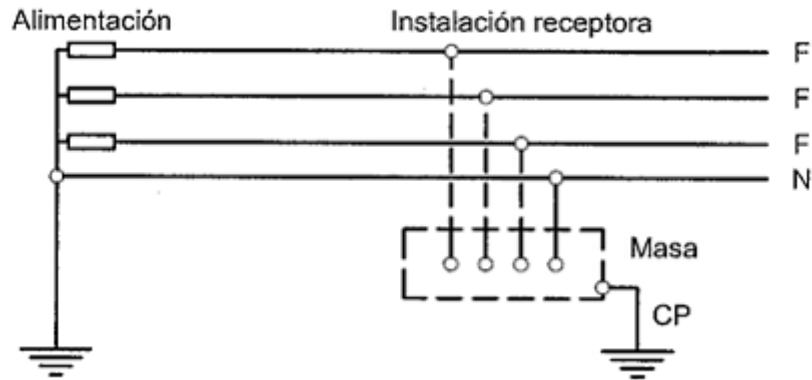 Alimentación
Instalación receptora
F
F
F
N
Masa
CP